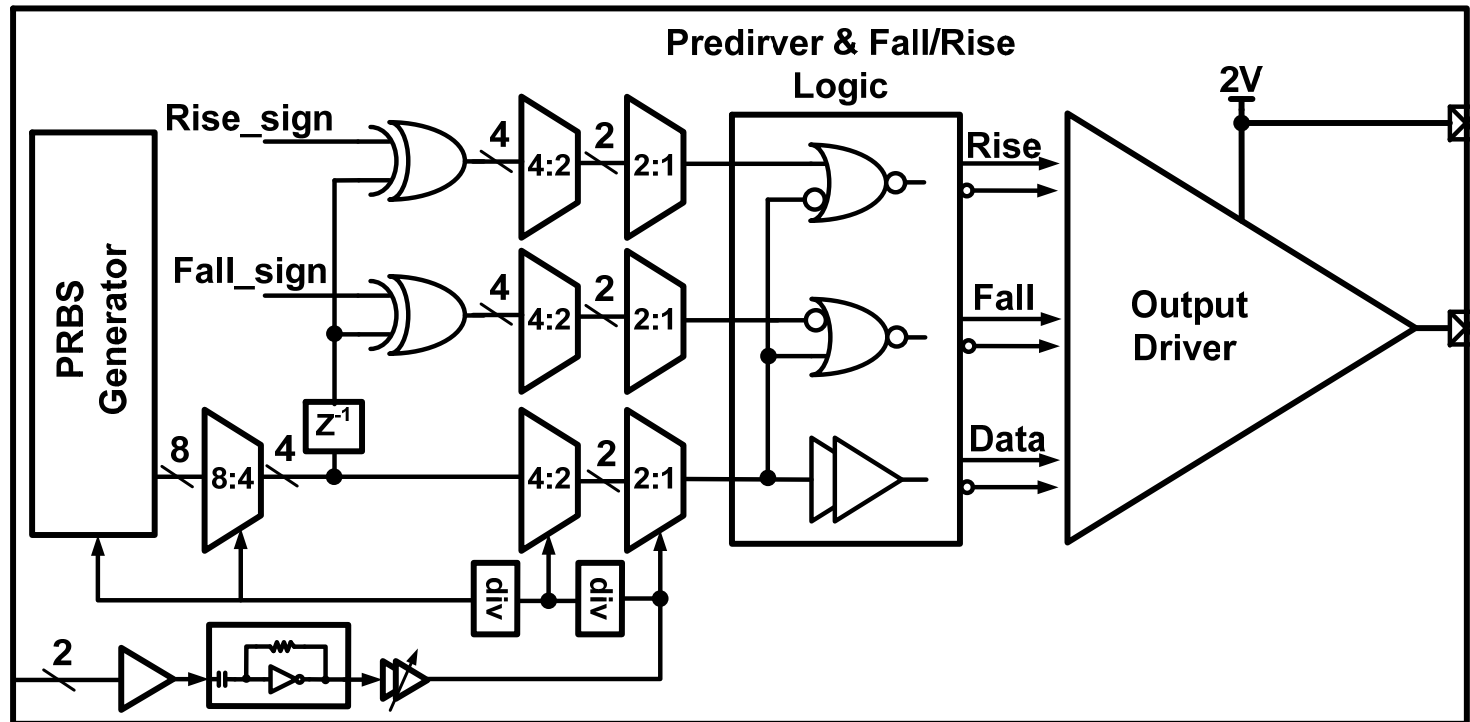 Predirver & Fall/Rise
Logic
2V
Rise_sign
4
4:2
2
2:1
Rise
Fall_sign
4
4:2
2
2:1
Fall
PRBS
Generator
Output
Driver
Z-1
8
8:4
4
4:2
2
2:1
Data
div
div
2